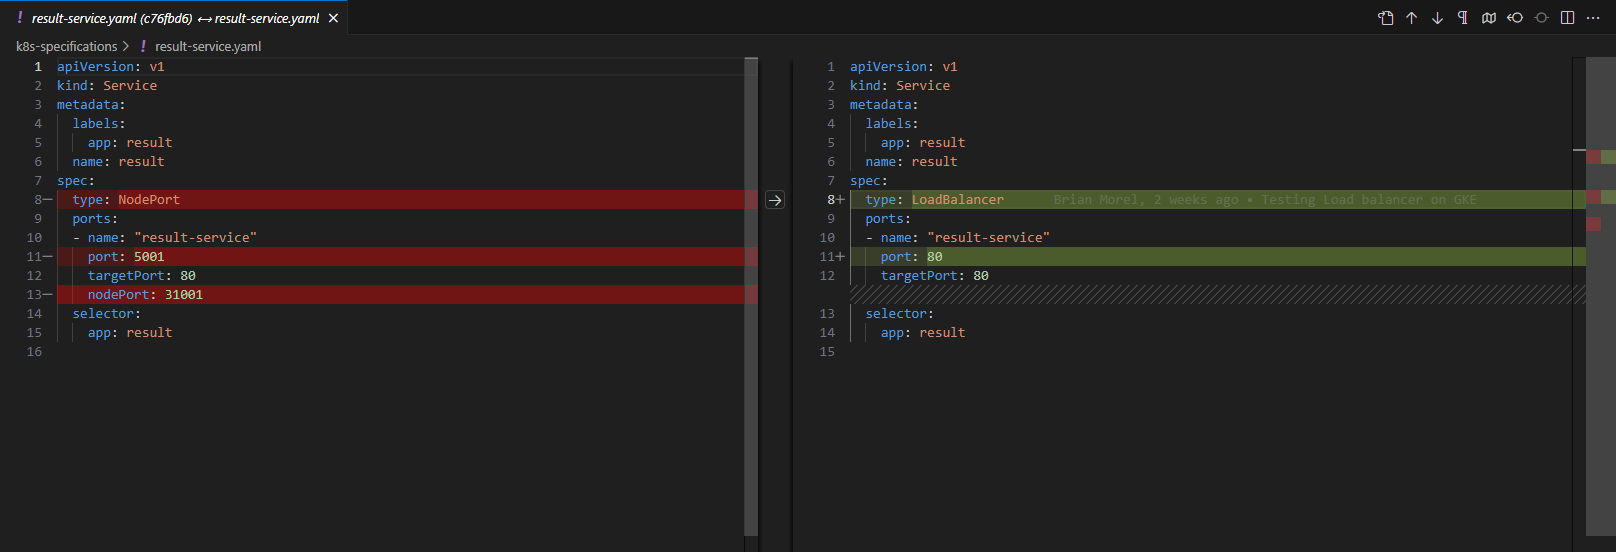 ! result-service.yaml (c76fbd6) ↔ result-service.yaml ×
k8s-specifications > ! result-service.yaml
1 apiVersion: v1
2 kind: Service
3 metadata:
4   labels:
5     app: result
6   name: result
7 spec:
8−   type: NodePort
9   ports:
10   - name: "result-service"
11−     port: 5001
12     targetPort: 80
13−     nodePort: 31001
14   selector:
15     app: result
16
1 apiVersion: v1
2 kind: Service
3 metadata:
4   labels:
5     app: result
6   name: result
7 spec:
8+   type: LoadBalancer Brian Morel, 2 weeks ago • Testing Load balancer on GKE
9   ports:
10   - name: "result-service"
11+     port: 80
12     targetPort: 80
13   selector:
14     app: result
15